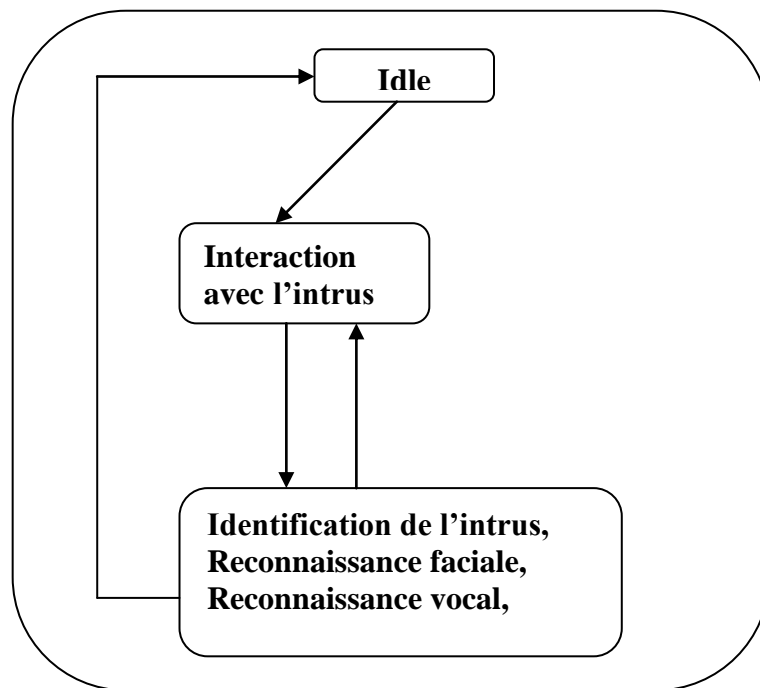 Idle
Interaction
avec l’intrus
Identification de l’intrus,
Reconnaissance faciale,
Reconnaissance vocal,